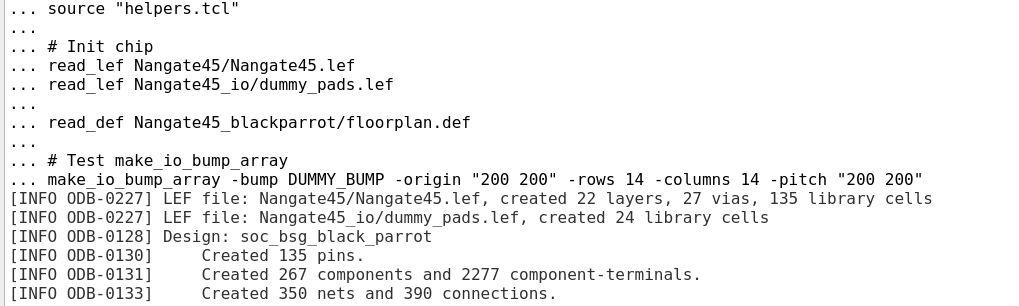 ... source "helpers.tcl"
...
... # Init chip
... read_lef Nangate45/Nangate45.lef
... read_lef Nangate45_io/dummy_pads.lef
...
... read_def Nangate45_blackparrot/floorplan.def
...
... # Test make_io_bump_array
... make_io_bump_array -bump DUMMY_BUMP -origin "200 200" -rows 14 -columns 14 -pitch "200 200"
[INFO ODB-0227] LEF file: Nangate45/Nangate45.lef, created 22 layers, 27 vias, 135 library cells
[INFO ODB-0227] LEF file: Nangate45_io/dummy_pads.lef, created 24 library cells
[INFO ODB-0128] Design: soc_bsg_black_parrot
[INFO ODB-0130]     Created 135 pins.
[INFO ODB-0131]     Created 267 components and 2277 component-terminals.
[INFO ODB-0133]     Created 350 nets and 390 connections.